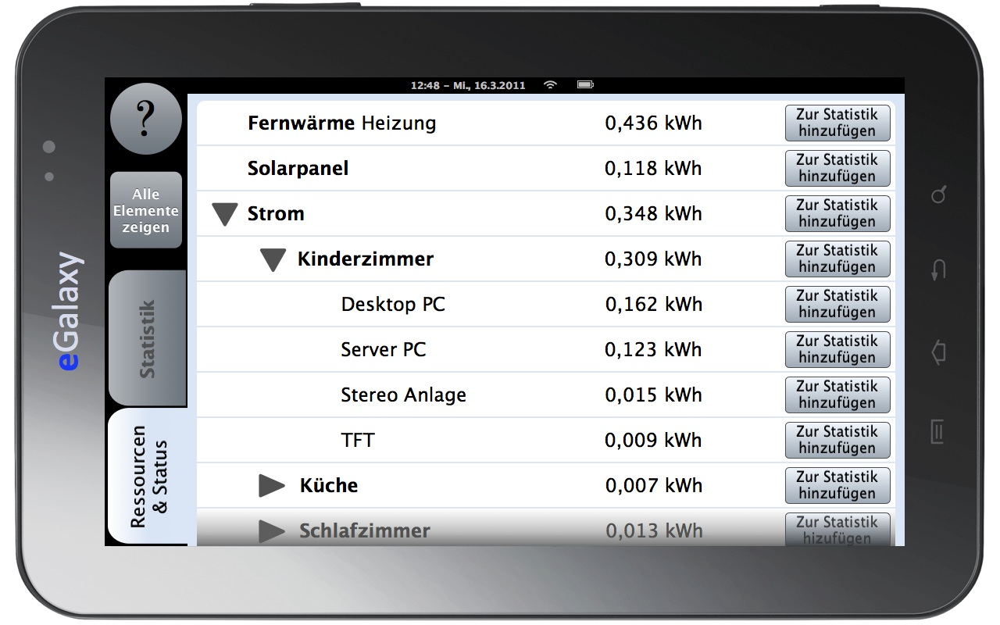 12:48 – Mi., 16.3.2011
?
Alle
Elemente
zeigen
Statistik
Ressourcen
& Status
eGalaxy
Fernwärme Heizung 0,436 kWh Zur Statistik
hinzufügen
Solarpanel 0,118 kWh Zur Statistik
hinzufügen
Strom 0,348 kWh Zur Statistik
hinzufügen
Kinderzimmer 0,309 kWh Zur Statistik
hinzufügen
Desktop PC 0,162 kWh Zur Statistik
hinzufügen
Server PC 0,123 kWh Zur Statistik
hinzufügen
Stereo Anlage 0,015 kWh Zur Statistik
hinzufügen
TFT 0,009 kWh Zur Statistik
hinzufügen
Küche 0,007 kWh Zur Statistik
hinzufügen
Schlafzimmer 0,013 kWh Zur Statistik
hizufügen